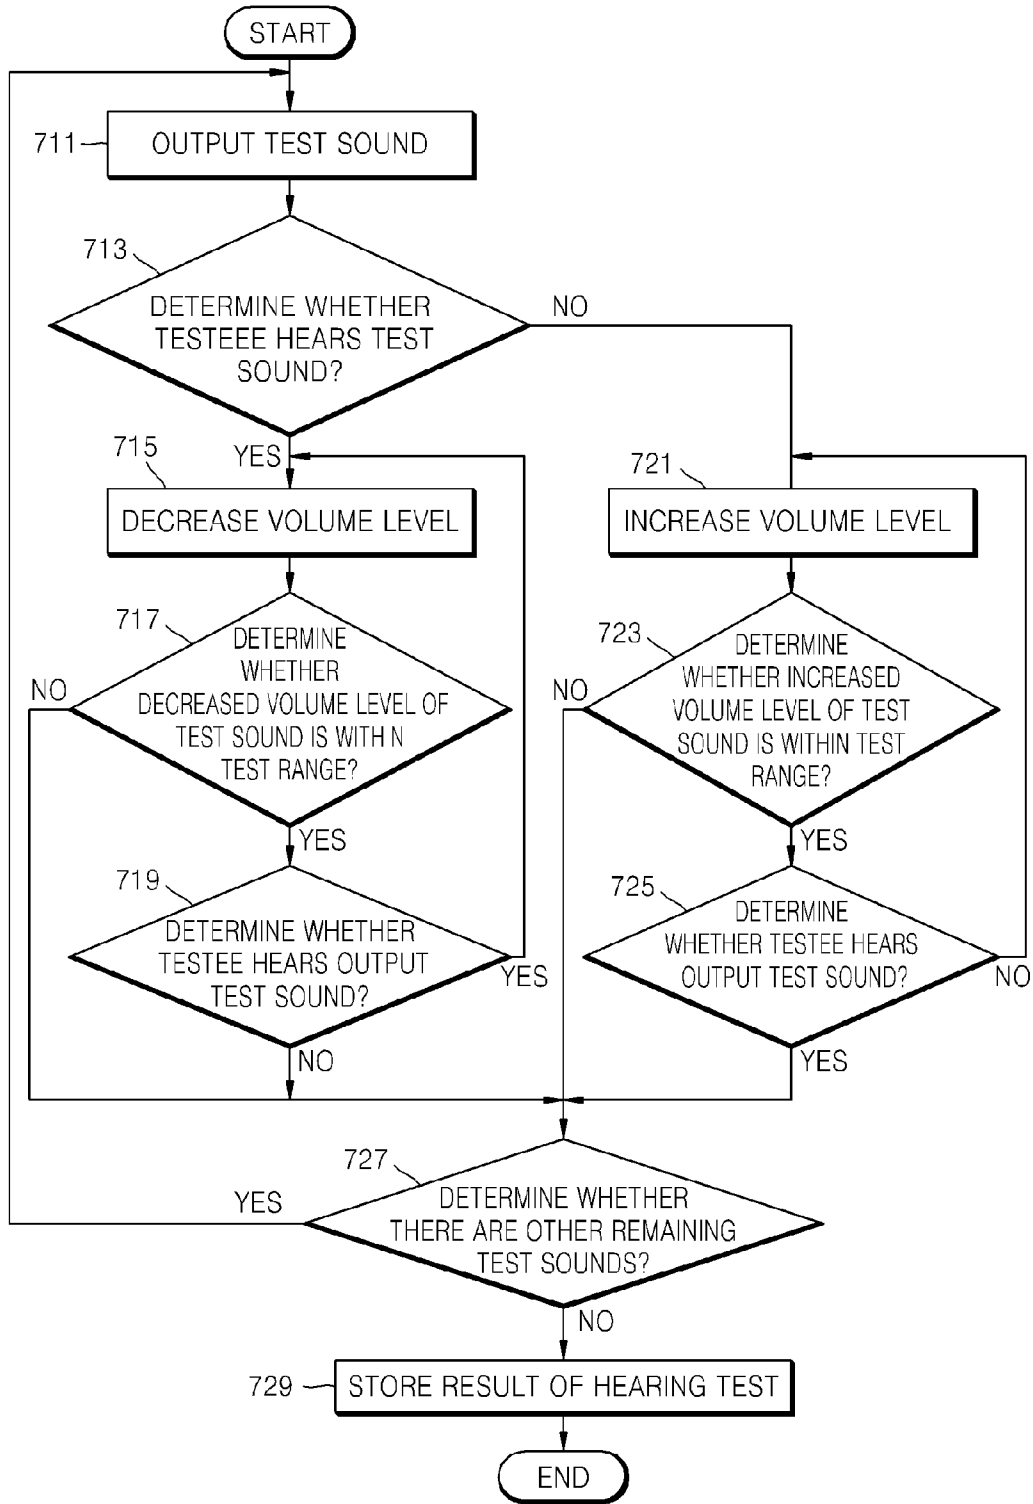 START
711
OUTPUT TEST SOUND
713
DETERMINE WHETHER
TESTEEE HEARS TEST
SOUND?
NO
YES
715
DECREASE VOLUME LEVEL
721
INCREASE VOLUME LEVEL
717
DETERMINE
WHETHER
DECREASED VOLUME LEVEL OF
TEST SOUND IS WITH N
TEST RANGE?
NO
YES
723
DETERMINE
WHETHER INCREASED
VOLUME LEVEL OF TEST
SOUND IS WITHIN TEST
RANGE?
NO
YES
719
DETERMINE WHETHER
TESTEE HEARS OUTPUT
TEST SOUND?
YES
NO
725
DETERMINE
WHETHER TESTEE HEARS
OUTPUT TEST SOUND?
NO
YES
727
DETERMINE WHETHER
THERE ARE OTHER REMAINING
TEST SOUNDS?
YES
NO
729
STORE RESULT OF HEARING TEST
END